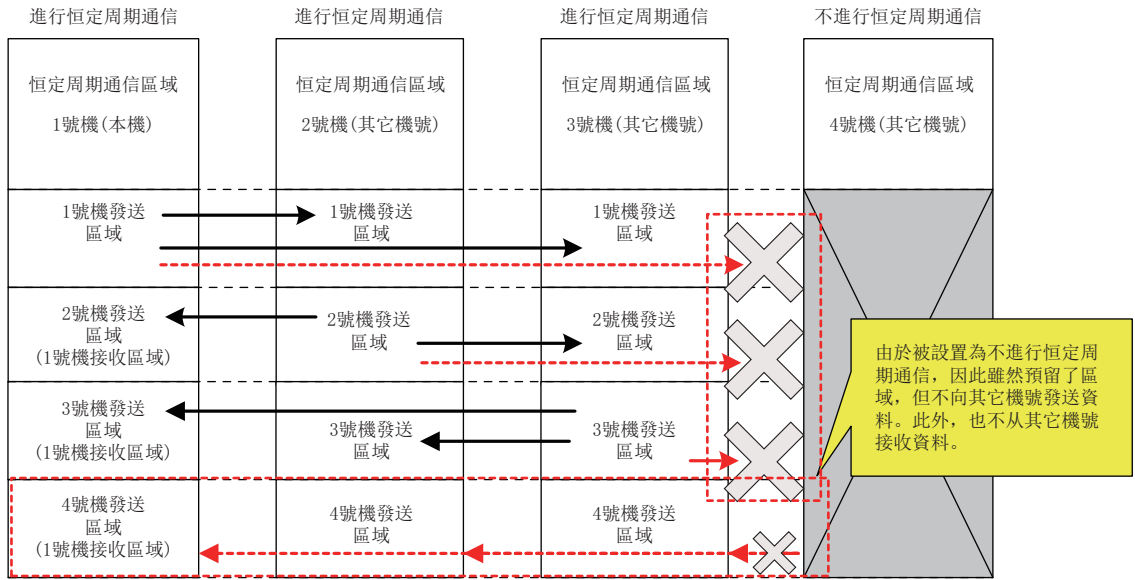 進行恒定周期通信
進行恒定周期通信
進行恒定周期通信
不進行恒定周期通信
恒定周期通信區域
1號機(本機)
恒定周期通信區域
2號機(其它機號)
恒定周期通信區域
3號機(其它機號)
恒定周期通信區域
4號機(其它機號)
1號機發送
區域
1號機發送
區域
1號機發送
區域
2號機發送
區域
(1號機接收區域)
2號機發送
區域
2號機發送
區域
3號機發送
區域
(1號機接收區域)
3號機發送
區域
3號機發送
區域
4號機發送
區域
(1號機接收區域)
4號機發送
區域
4號機發送
區域
由於被設置為不進行恒定周
期通信，因此雖然預留了區
域，但不向其它機號發送資
料。此外，也不从其它機號
接收資料。